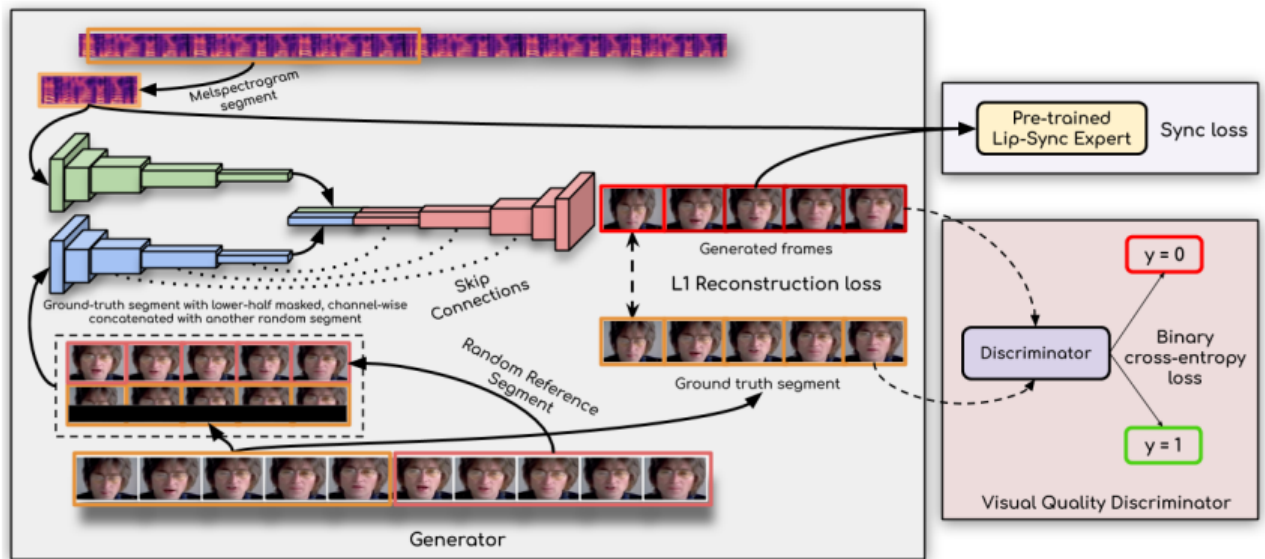 Melspectrogram
segment
Pre-trained
Lip-Sync Expert
Sync loss
Generated frames
L1 Reconstruction loss
Skip
Connections
Ground-truth segment with lower-half masked, channel-wise
concatenated with another random segment
Random Reference
Segment
Ground truth segment
y = 0
Discriminator
Binary
cross-entropy
loss
y = 1
Visual Quality Discriminator
Generator